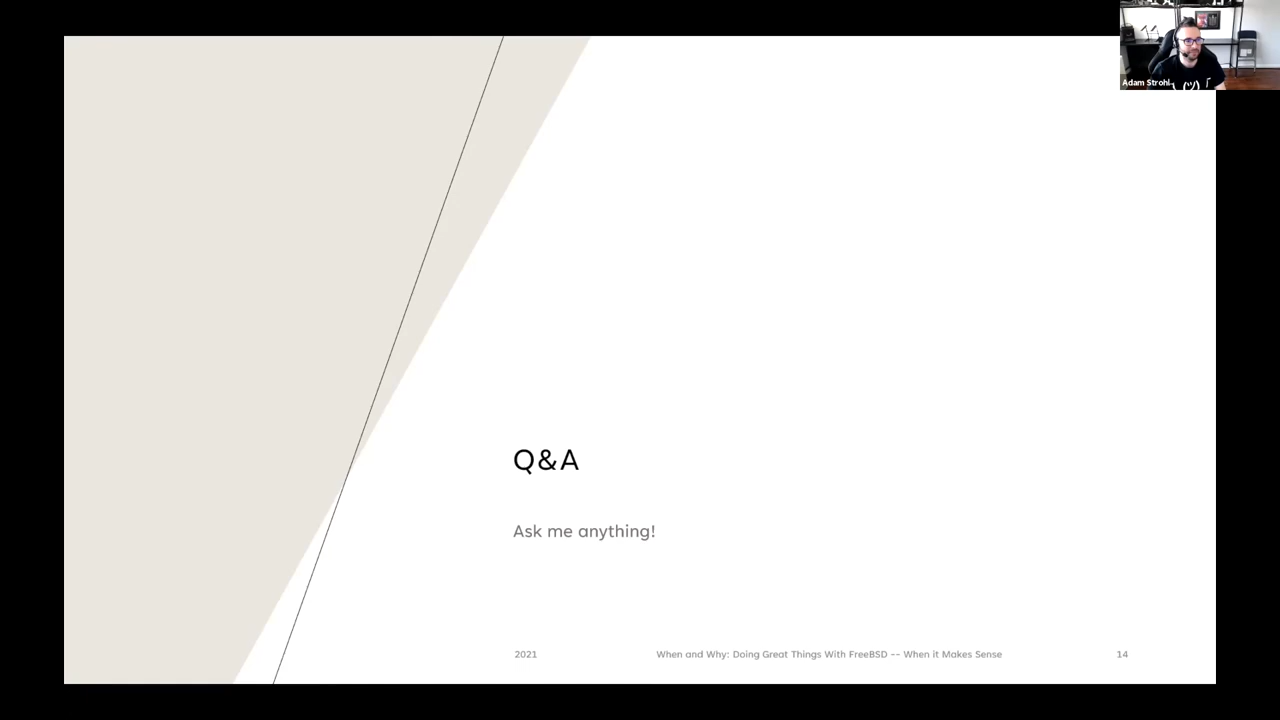 Adam Strohl
Q&A
Ask me anything!
2021
When and Why: Doing Great Things With FreeBSD -- When it Makes Sense
14